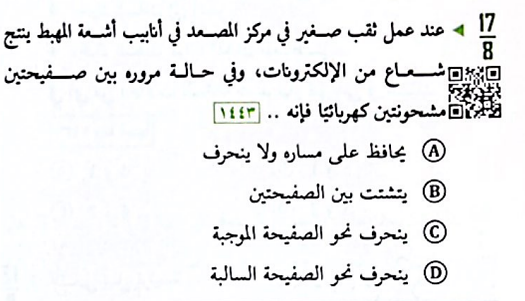 17/8 ◄ عند عمل ثقب صغير في مركز المصعد في أنابيب أشعة المهبط ينتج
شعاع من الإلكترونات، وفي حالة مروره بين صفيحتين
مشحونتين كهربائيًا فإنه .. ١٤٤٣
A يحافظ على مساره ولا ينحرف
B يتشتت بين الصفيحتين
C ينحرف نحو الصفيحة الموجبة
D ينحرف نحو الصفيحة السالبة